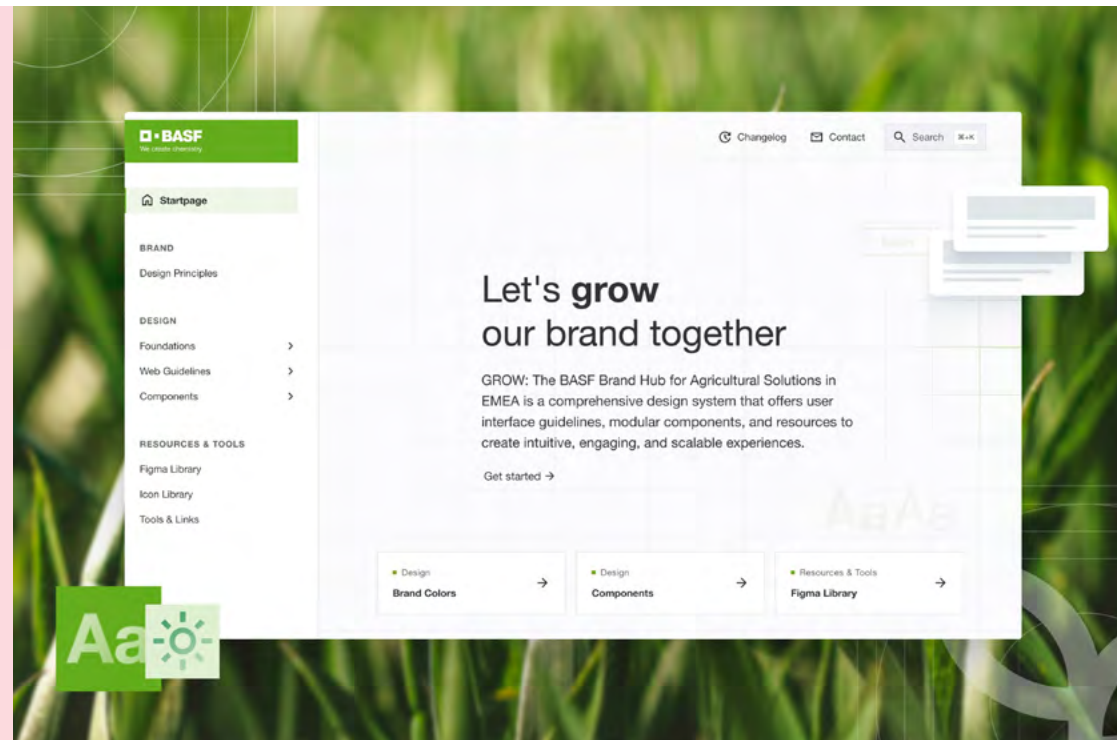 BASF
We create chemistry
Changelog
Contact
Search
⌘+K
Startpage
BRAND
Design Principles
DESIGN
Foundations
Web Guidelines
Components
RESOURCES & TOOLS
Figma Library
Icon Library
Tools & Links
Let's grow
our brand together
GROW: The BASF Brand Hub for Agricultural Solutions in
EMEA is a comprehensive design system that offers user
interface guidelines, modular components, and resources to
create intuitive, engaging, and scalable experiences.
Get started →
AaAa
Design
Brand Colors
Design
Components
Resources & Tools
Figma Library
Aa